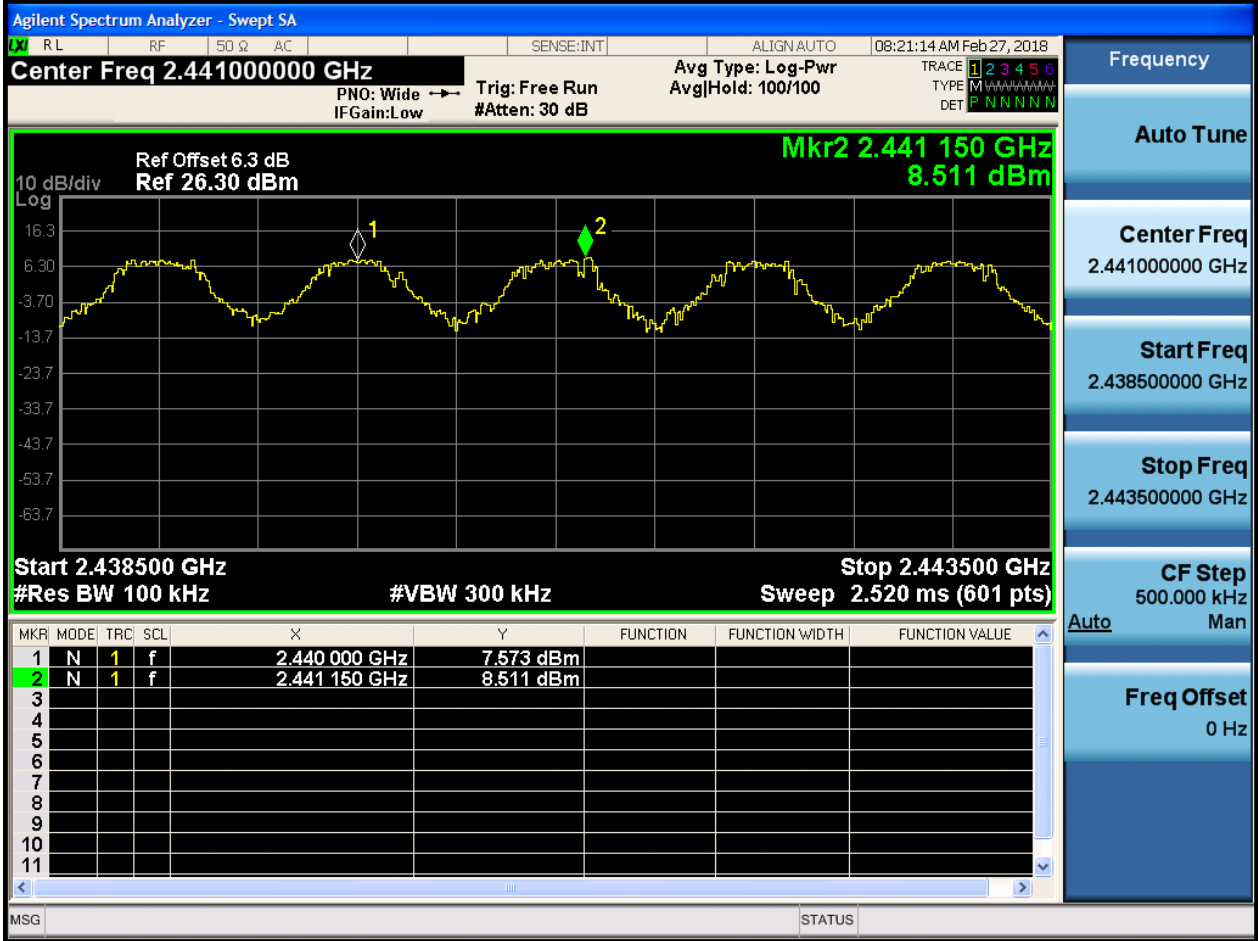 Agilent Spectrum Analyzer - Swept SA
LXI RL RF 50 Ω AC SENSE:INT ALIGN AUTO 08:21:14 AM Feb 27, 2018
Center Freq 2.441000000 GHz
PNO: Wide
IFGain:Low
Trig: Free Run
#Atten: 30 dB
Avg Type: Log-Pwr
Avg|Hold: 100/100
TRACE 1 2 3 4 5 6
TYPE M WWWWW
DET P N N N N N
Mkr2 2.441 150 GHz
8.511 dBm
Ref Offset 6.3 dB
10 dB/div Ref 26.30 dBm
Log
1
2
16.3
6.30
-3.70
-13.7
-23.7
-33.7
-43.7
-53.7
-63.7
Start 2.438500 GHz Stop 2.443500 GHz
#Res BW 100 kHz #VBW 300 kHz Sweep 2.520 ms (601 pts)
MKR MODE TRC SCL X Y FUNCTION FUNCTION WIDTH FUNCTION VALUE
1 N 1 f 2.440 000 GHz 7.573 dBm
2 N 1 f 2.441 150 GHz 8.511 dBm
3
4
5
6
7
8
9
10
11
MSG STATUS
Frequency
Auto Tune
Center Freq
2.441000000 GHz
Start Freq
2.438500000 GHz
Stop Freq
2.443500000 GHz
CF Step
500.000 kHz
Auto Man
Freq Offset
0 Hz